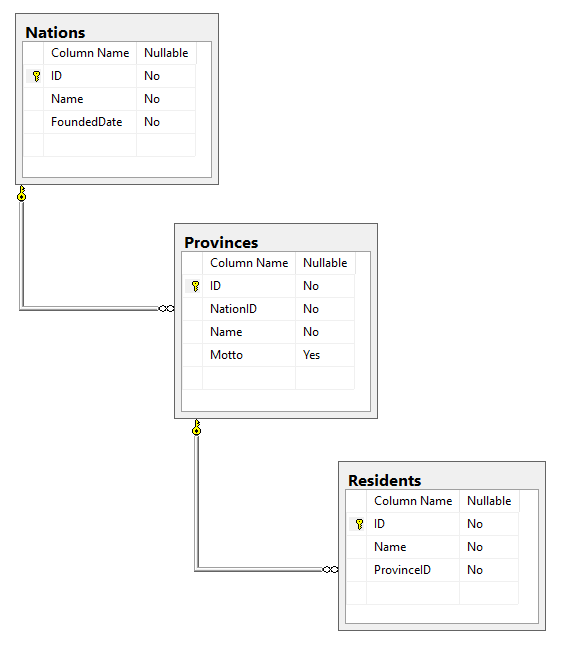 Nations
Column Name Nullable
ID No
Name No
FoundedDate No
Provinces
Column Name Nullable
ID No
NationID No
Name No
Motto Yes
Residents
Column Name Nullable
ID No
Name No
ProvinceID No